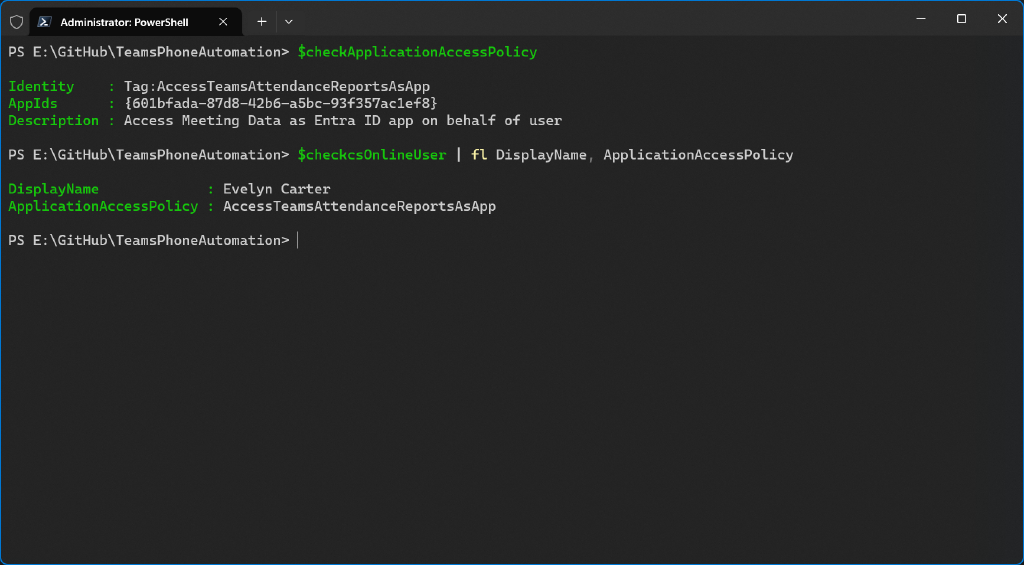 Administrator: PowerShell
PS E:\GitHub\TeamsPhoneAutomation> $checkApplicationAccessPolicy
Identity    : Tag:AccessTeamsAttendanceReportsAsApp
AppIds      : {601bfada-87d8-42b6-a5bc-93f357ac1ef8}
Description : Access Meeting Data as Entra ID app on behalf of user
PS E:\GitHub\TeamsPhoneAutomation> $checkcsOnlineUser | fl DisplayName, ApplicationAccessPolicy
DisplayName             : Evelyn Carter
ApplicationAccessPolicy : AccessTeamsAttendanceReportsAsApp
PS E:\GitHub\TeamsPhoneAutomation>